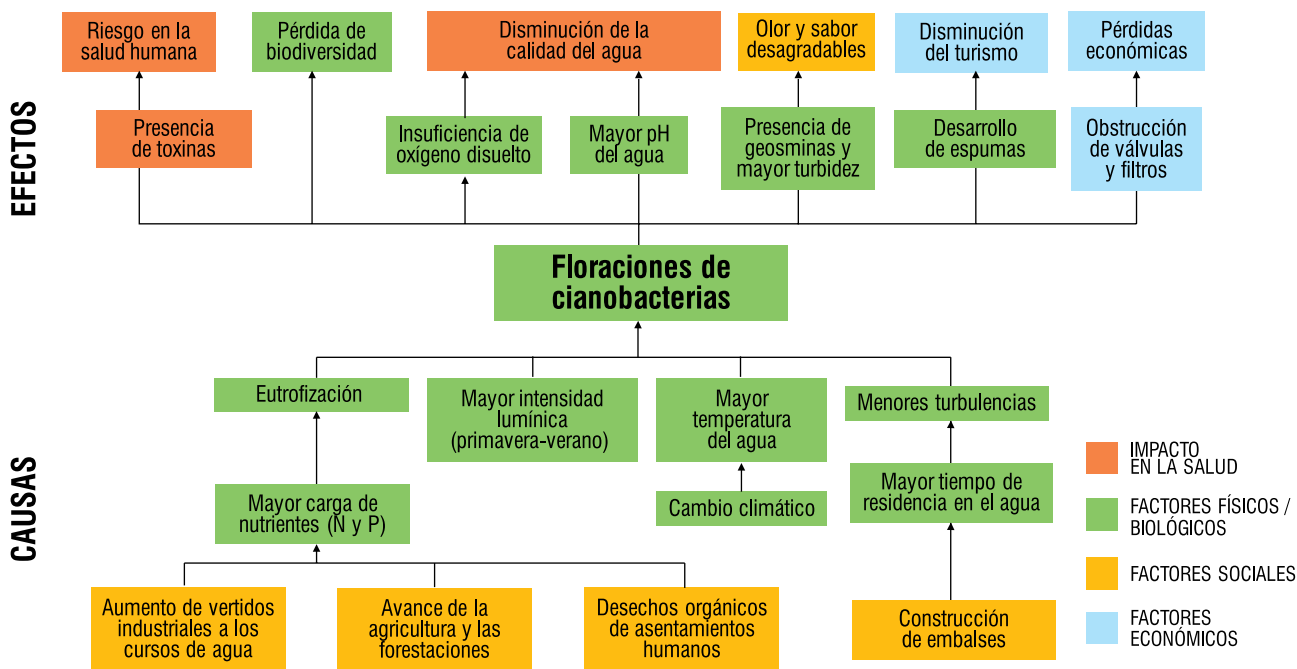 EFECTOS
Riesgo en la
salud humana
Pérdida de
biodiversidad
Disminución de la
calidad del agua
Olor y sabor
desagradables
Disminución
del turismo
Pérdidas
económicas
Presencia
de toxinas
Insuficiencia de
oxígeno disuelto
Mayor pH
del agua
Presencia de
geosminas y
mayor turbidez
Desarrollo
de espumas
Obstrucción
de válvulas
y filtros
Floraciones de
cianobacterias
CAUSAS
Eutrofización
Mayor intensidad
lumínica
(primavera-verano)
Mayor
temperatura
del agua
Menores turbulencias
Mayor carga de
nutrientes (N y P)
Cambio climático
Mayor tiempo de
residencia en el agua
Aumento de vertidos
industriales a los
cursos de agua
Avance de la
agricultura y las
forestaciones
Desechos orgánicos
de asentamientos
humanos
Construcción
de embalses
IMPACTO
EN LA SALUD
FACTORES FÍSICOS /
BIOLÓGICOS
FACTORES SOCIALES
FACTORES
ECONÓMICOS